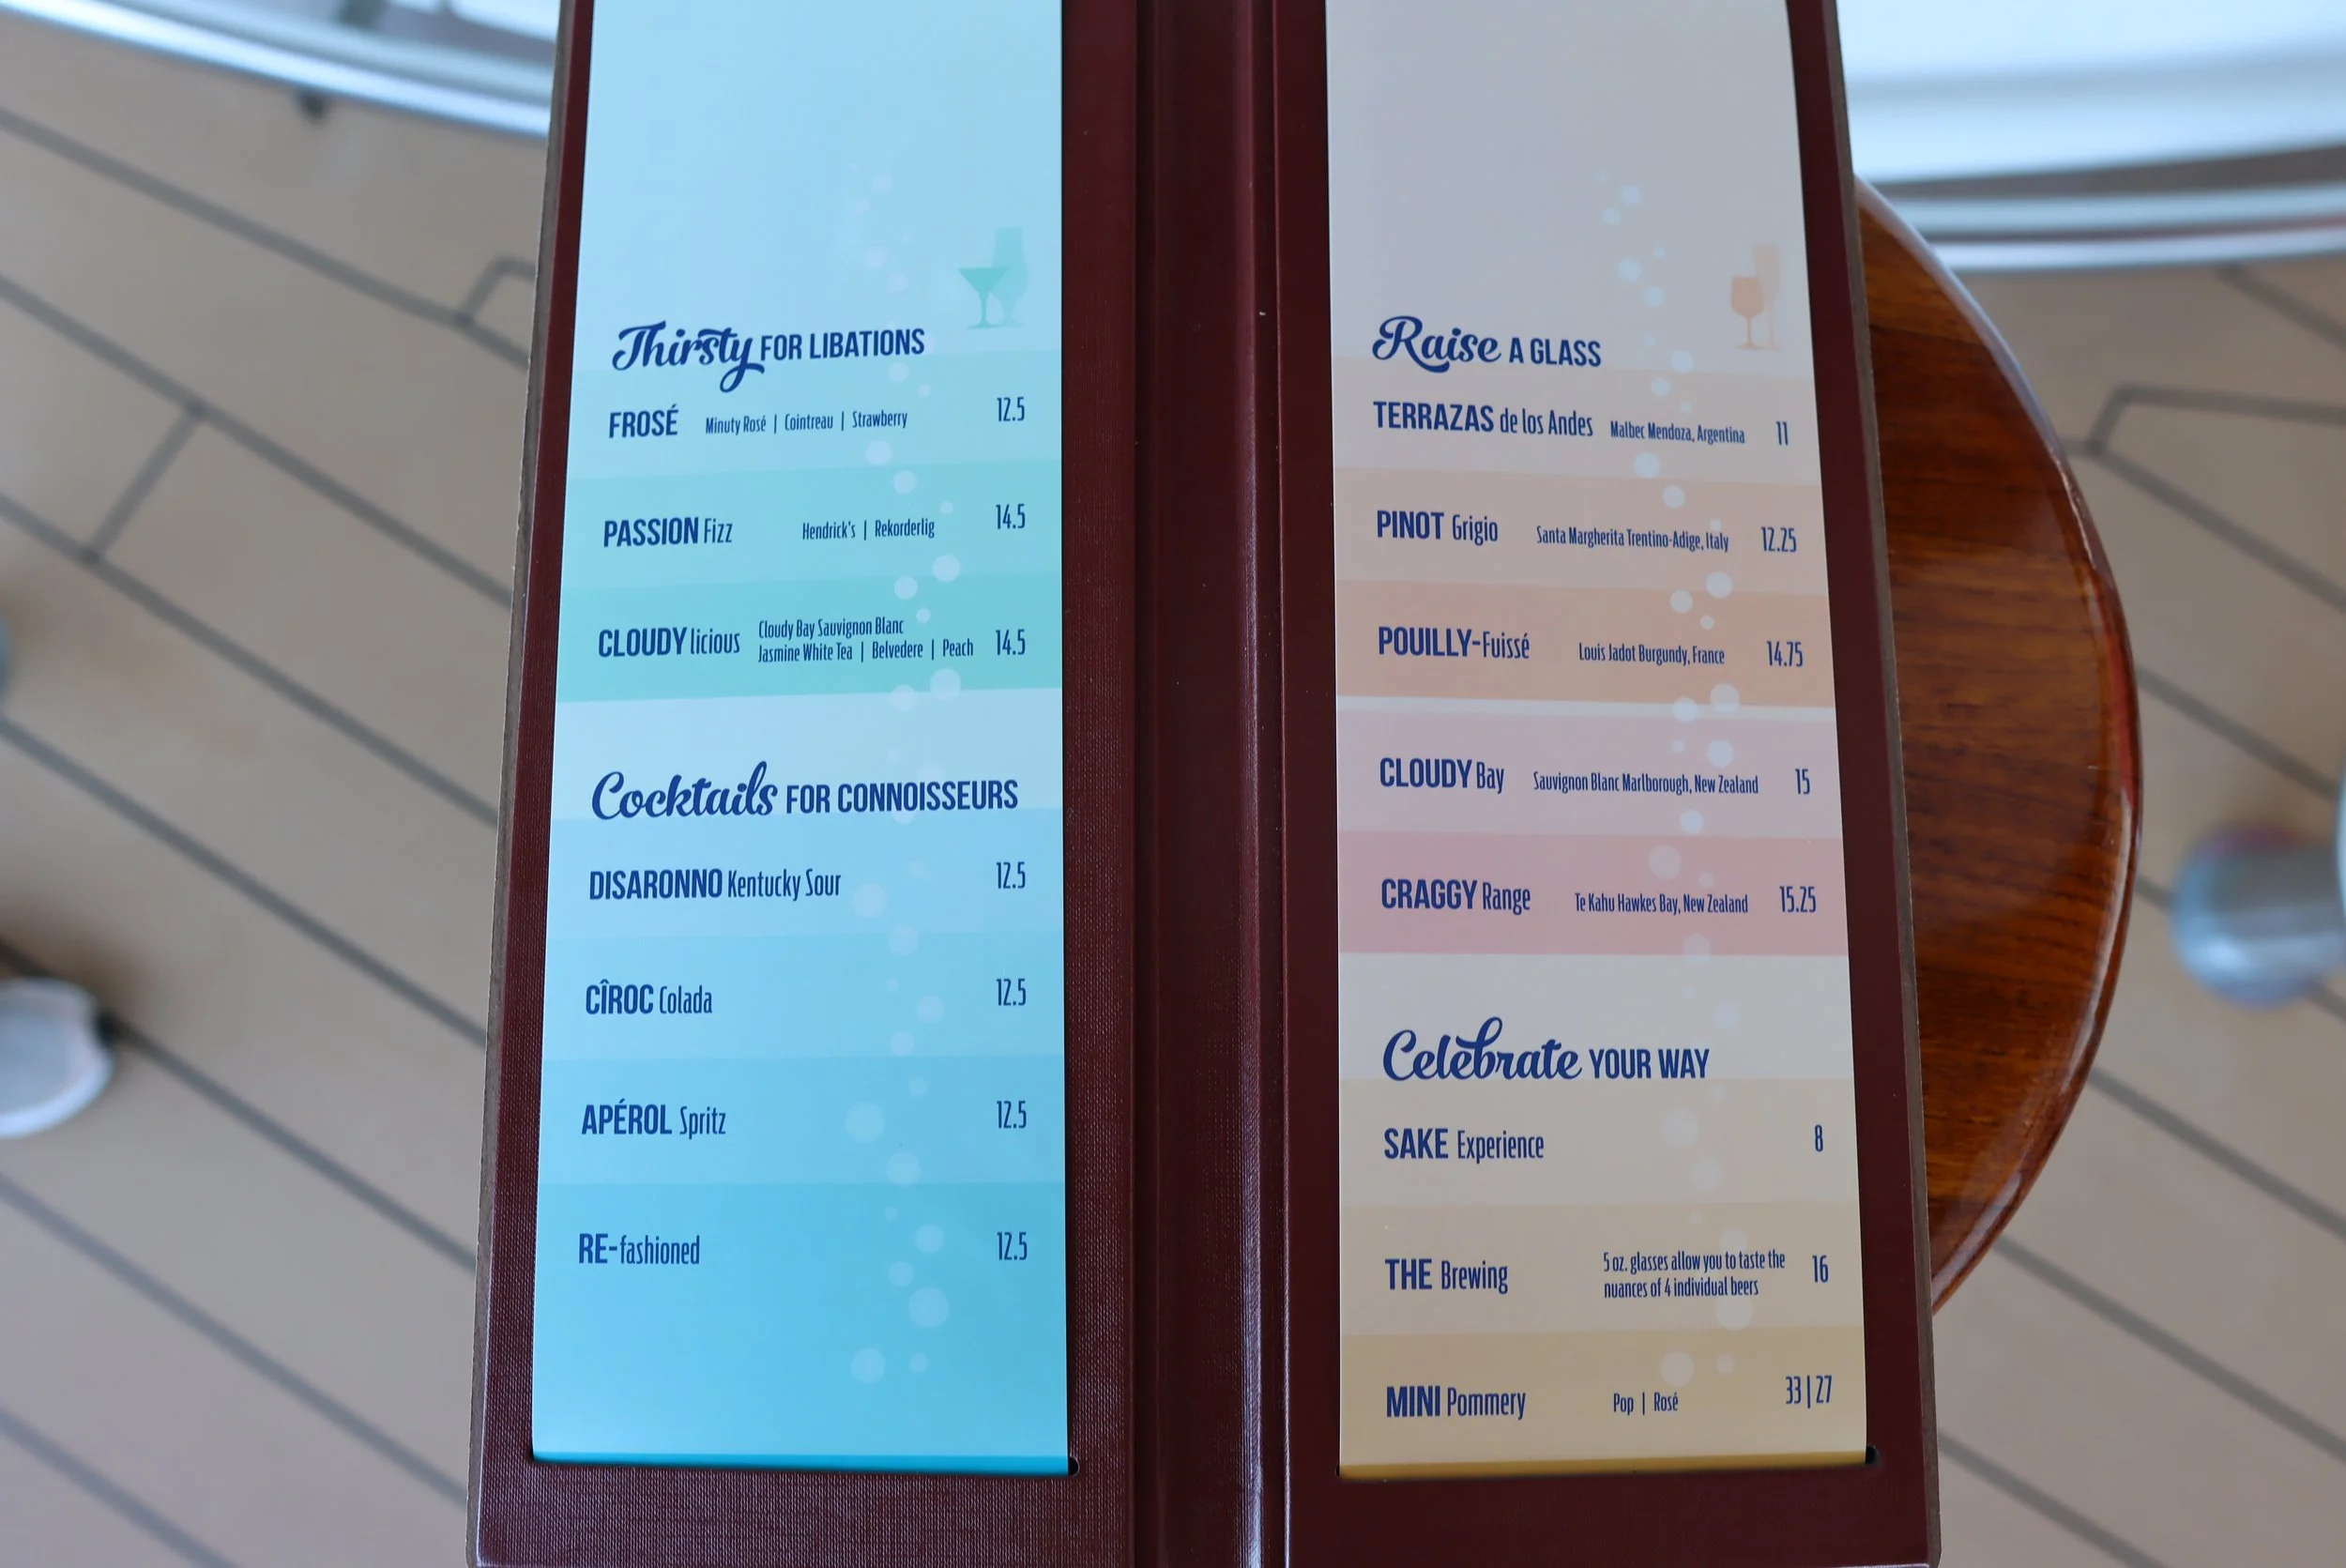 Thirsty FOR LIBATIONS
FROSÉ Minuty Rosé | Cointreau | Strawberry 12.5
PASSION Fizz Hendrick's | Rekorderlig 14.5
CLOUDYlicious Cloudy Bay Sauvignon Blanc
Jasmine White Tea | Belvedere | Peach 14.5
Cocktails FOR CONNOISSEURS
DISARONNO Kentucky Sour 12.5
CÎROC Colada 12.5
APÉROL Spritz 12.5
RE-fashioned 12.5
Raise A GLASS
TERRAZAS de los Andes Malbec Mendoza, Argentina 11
PINOT Grigio Santa Margherita Trentino-Adige, Italy 12.25
POUILLY-Fuissé Louis Jadot Burgundy, France 14.75
CLOUDY Bay Sauvignon Blanc Marlborough, New Zealand 15
CRAGGY Range Te Kahu Hawkes Bay, New Zealand 15.25
Celebrate YOUR WAY
SAKE Experience 8
THE Brewing 5 oz. glasses allow you to taste the
nuances of 4 individual beers 16
MINI Pommery Pop | Rosé 33 | 27